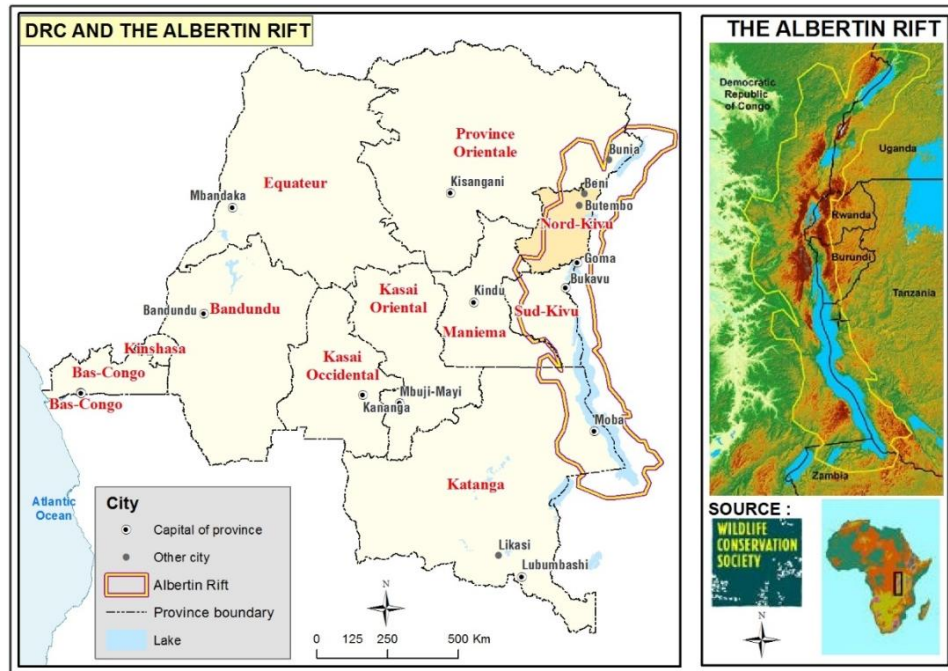 DRC AND THE ALBERTIN RIFT
Province
Orientale
Bunia
Equateur
Kisangani
Mbandaka
Beni
Butembo
Nord-Kivu
Goma
Bukavu
Kasai
Oriental
Kindu
Sud-Kivu
Maniema
Bandundu
Bandundu
Kinshasa
Bas-Congo
Bas-Congo
Kasai
Occidental
Mbuji-Mayi
Kananga
Moba
Katanga
Likasi
Lubumbashi
Atlantic
Ocean
City
Capital of province
Other city
Albertin Rift
Province boundary
Lake
N
0 125 250 500 Km
THE ALBERTIN RIFT
Democratic
Republic
of Congo
Uganda
Rwanda
Burundi
Tanzania
Zambia
SOURCE :
WILDLIFE
CONSERVATION
SOCIETY
N